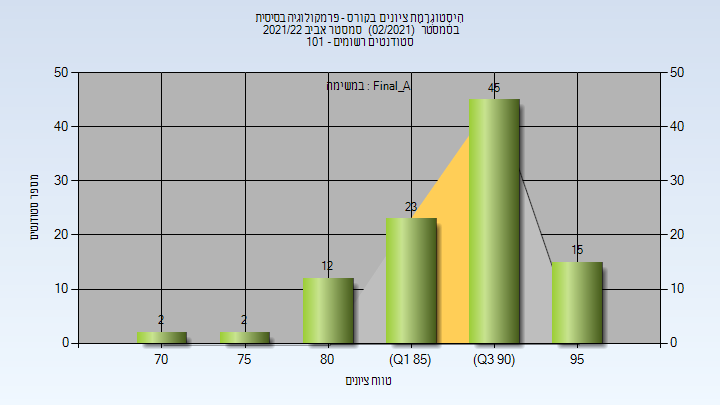 היסטוגרמת ציונים בקורס - פרמקולוגיה בסיסית
בסמסטר (02/2021) סמסטר אביב 2021/22
סטודנטים רשומים - 101
במשימה : Final_A
50 50
40 40
30 30
20 20
10 10
0 0
מספר סטודנטים
2 2 12 23 45 15
70 75 80 (Q1 85) (Q3 90) 95
טווח ציונים